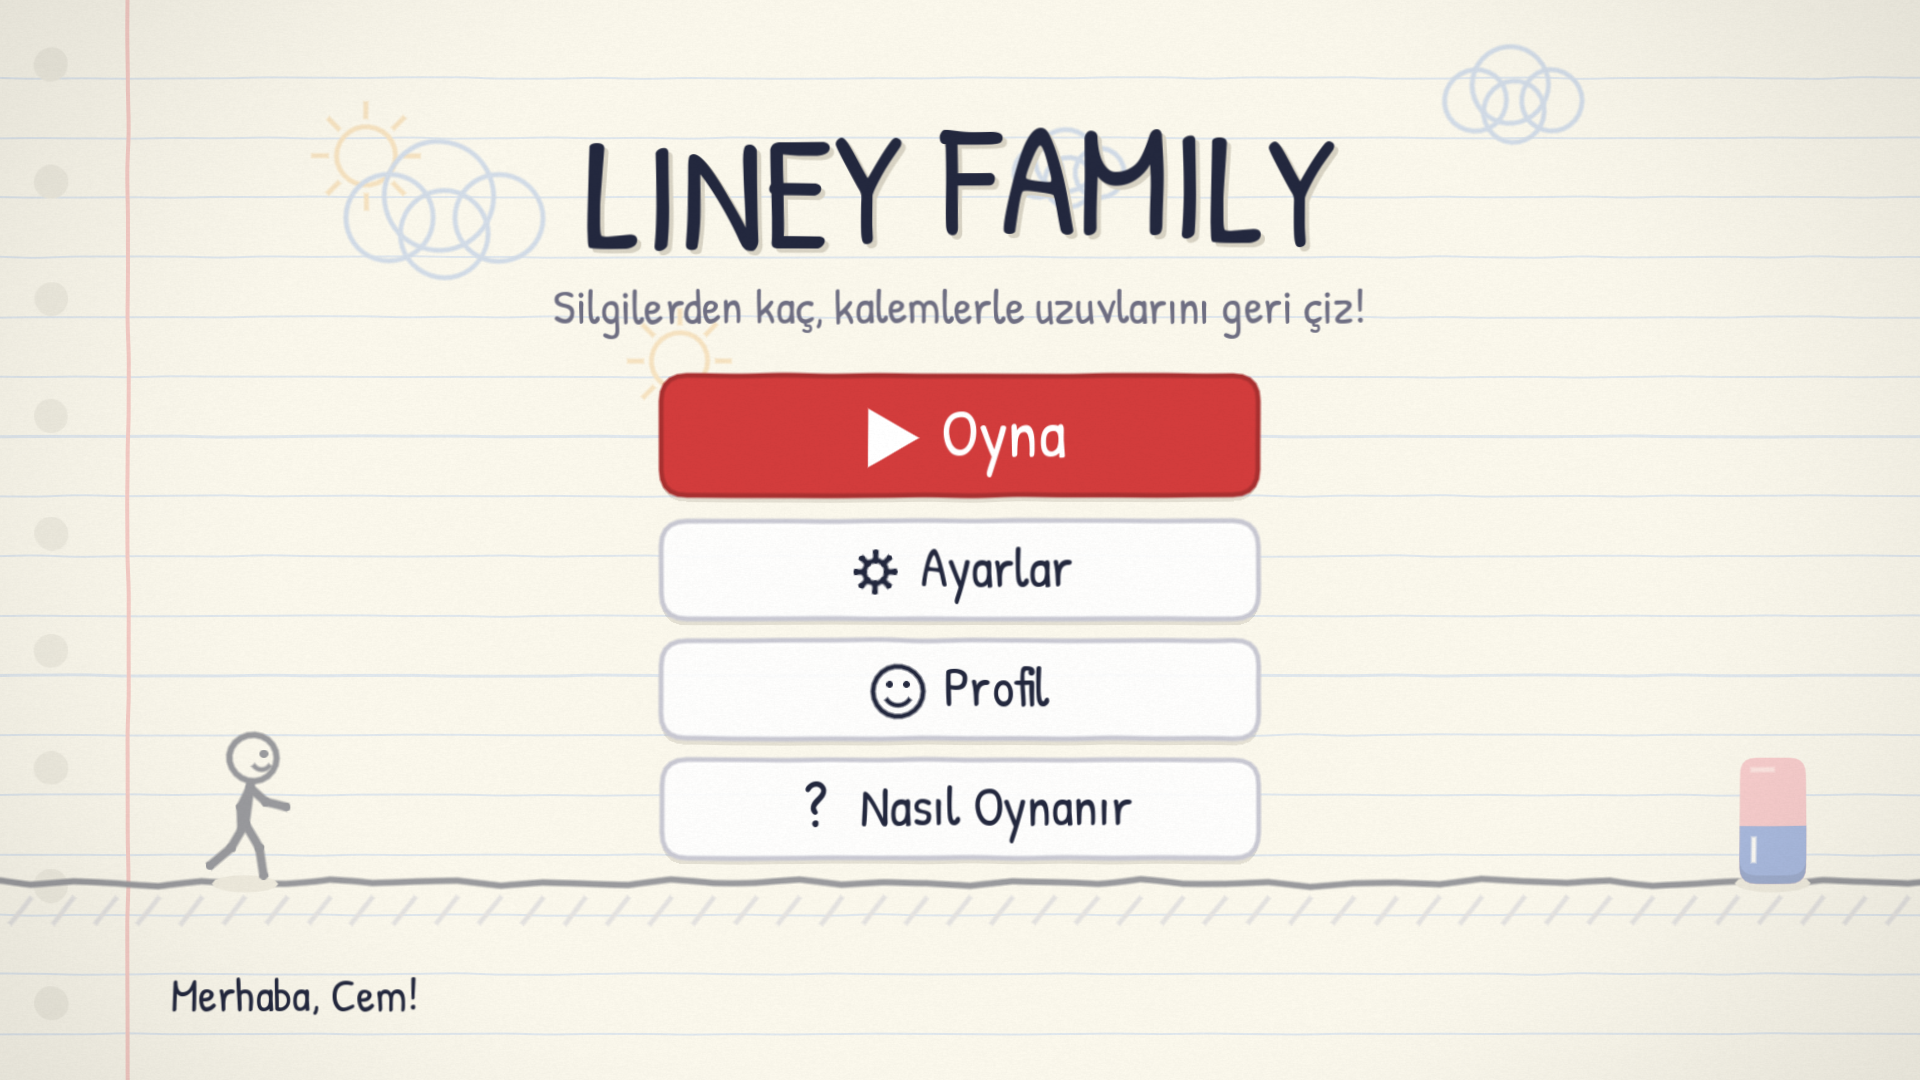 LINEY FAMILY
Silgilerden kaç, kalemlerle uzuvlarını geri çiz!
Oyna
Ayarlar
Profil
? Nasıl Oynanır
Merhaba, Cem!